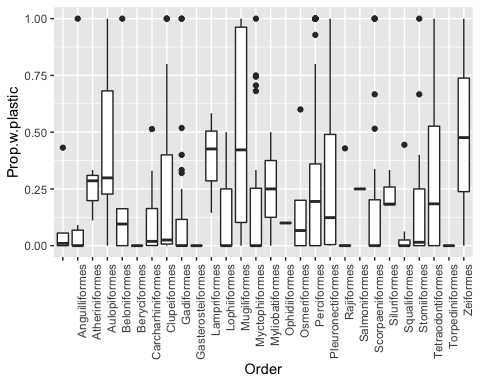 Prop.w.plastic
1.00
0.75
0.50
0.25
0.00
Anguilliformes
Atheriniformes
Aulopiformes
Beloniformes
Beryciformes
Carcharhiniformes
Clupeiformes
Gadiformes
Gasterosteiformes
Lampriformes
Lophiiformes
Mugiliformes
Myctophiformes
Myliobatiformes
Ophidiiformes
Osmeriformes
Perciformes
Pleuronectiformes
Rajiformes
Salmoniformes
Scorpaeniformes
Siluriformes
Squaliformes
Stomiiformes
Tetraodontiformes
Torpediniformes
Zeiformes
Order